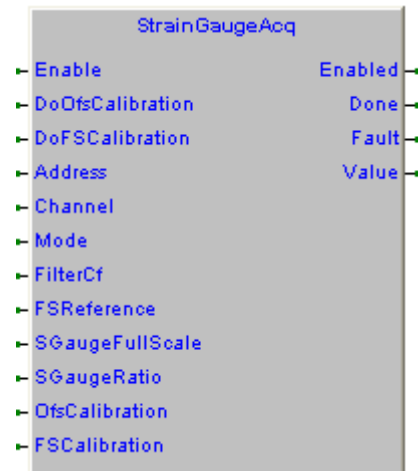 StrainGaugeAcq
Enable Enabled
DoOfsCalibration Done
DoFSCalibration Fault
Address Value
Channel
Mode
FilterCf
FSReference
SGaugeFullScale
SGaugeRatio
OfsCalibration
FSCalibration